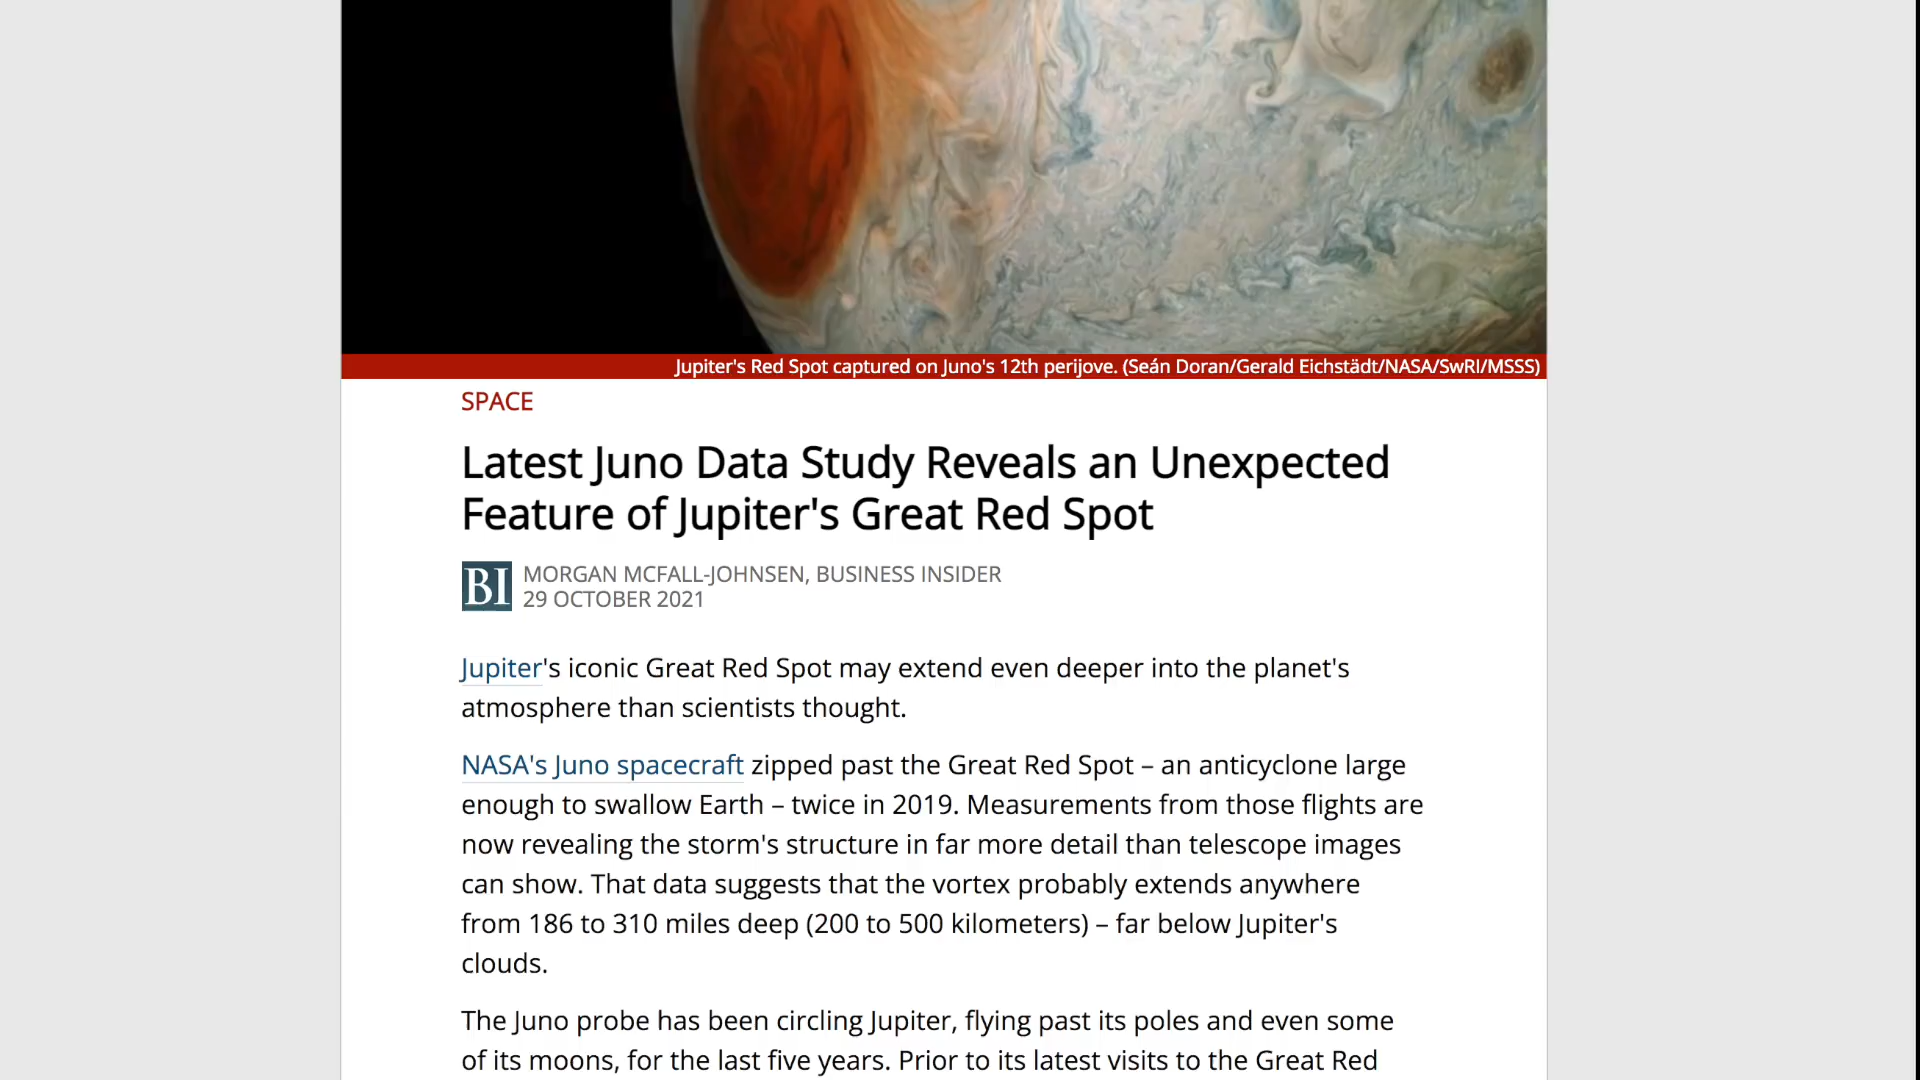 Jupiter's Red Spot captured on Juno's 12th perijove. (Seán Doran/Gerald Eichstädt/NASA/SwRI/MSSS)
SPACE
Latest Juno Data Study Reveals an Unexpected
Feature of Jupiter's Great Red Spot
BI
MORGAN MCFALL-JOHNSEN, BUSINESS INSIDER
29 OCTOBER 2021
Jupiter's iconic Great Red Spot may extend even deeper into the planet's
atmosphere than scientists thought.
NASA's Juno spacecraft zipped past the Great Red Spot – an anticyclone large
enough to swallow Earth – twice in 2019. Measurements from those flights are
now revealing the storm's structure in far more detail than telescope images
can show. That data suggests that the vortex probably extends anywhere
from 186 to 310 miles deep (200 to 500 kilometers) – far below Jupiter's
clouds.
The Juno probe has been circling Jupiter, flying past its poles and even some
of its moons, for the last five years. Prior to its latest visits to the Great Red